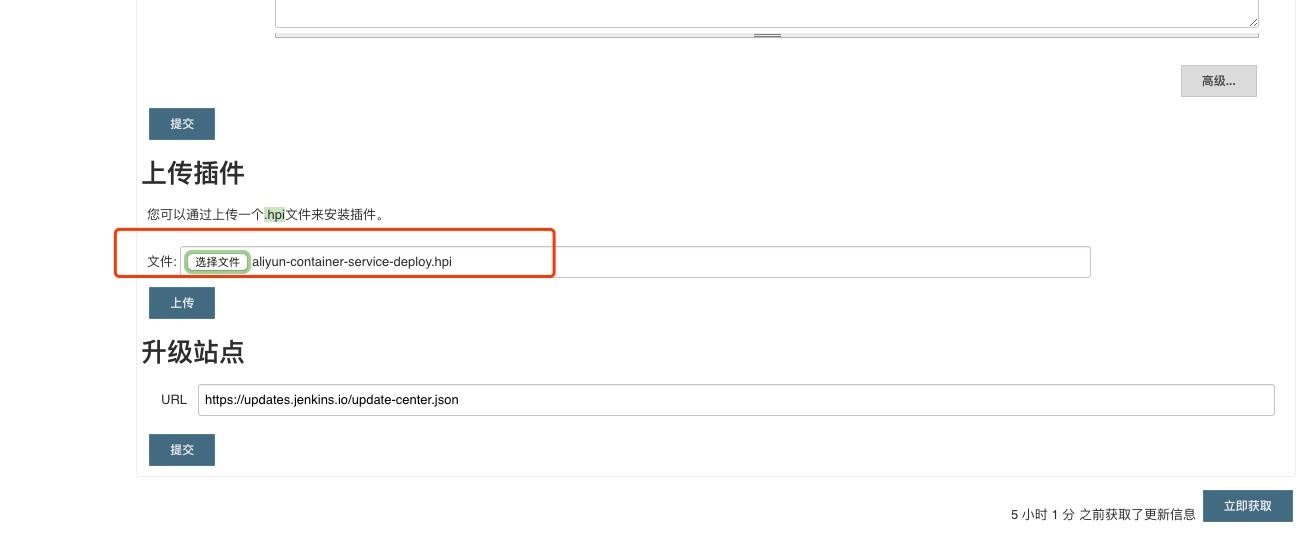 高级...
提交
上传插件
您可以通过上传一个.hpi文件来安装插件。
文件: 选择文件 aliyun-container-service-deploy.hpi
上传
升级站点
URL https://updates.jenkins.io/update-center.json
提交
5 小时 1 分 之前获取了更新信息 立即获取